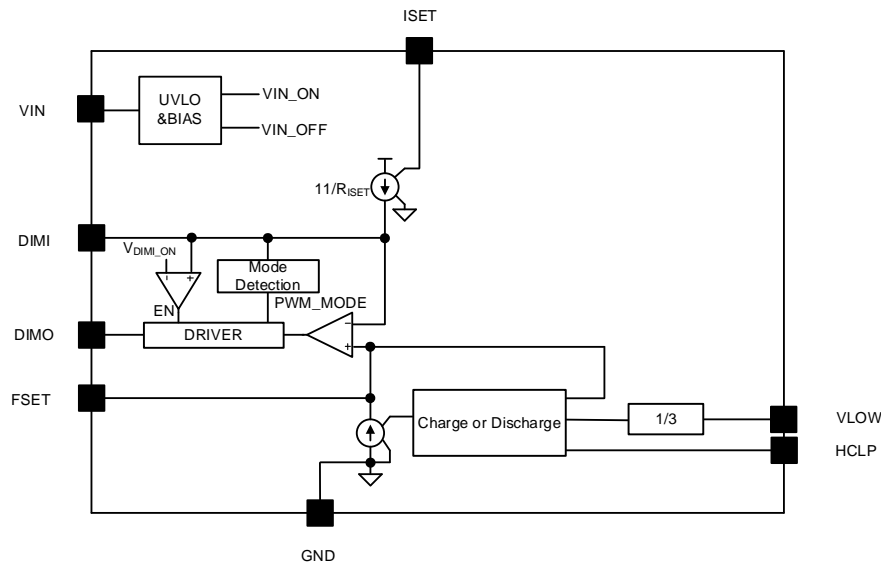 ISET
VIN
UVLO
&BIAS
VIN_ON
VIN_OFF
11/RISET
DIMI
VDIMI_ON
- +
Mode
Detection
EN
PWM_MODE
DIMO
DRIVER
−
+
FSET
Charge or Discharge
1/3
VLOW
HCLP
GND